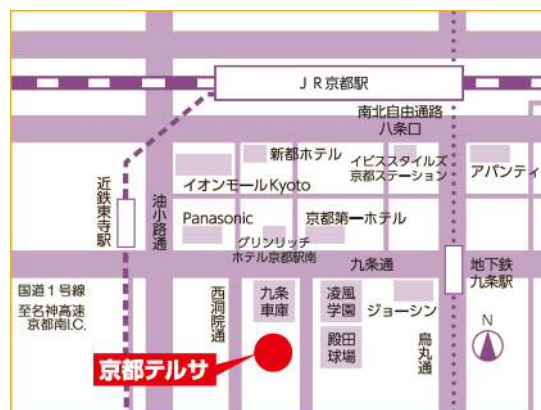 JR京都駅
南北自由通路
八条口
新都ホテル
イビススタイルズ
京都ステーション
アバンティ
イオンモールKyoto
近鉄東寺駅
油小路通
Panasonic
京都第一ホテル
グリンリッチ
ホテル京都駅南
九条通
地下鉄
九条駅
国道1号線
至名神高速
京都南I.C.
西洞院通
九条
車庫
凌風
学園
ジョーシン
烏丸通
N
殿田
球場
京都テルサ